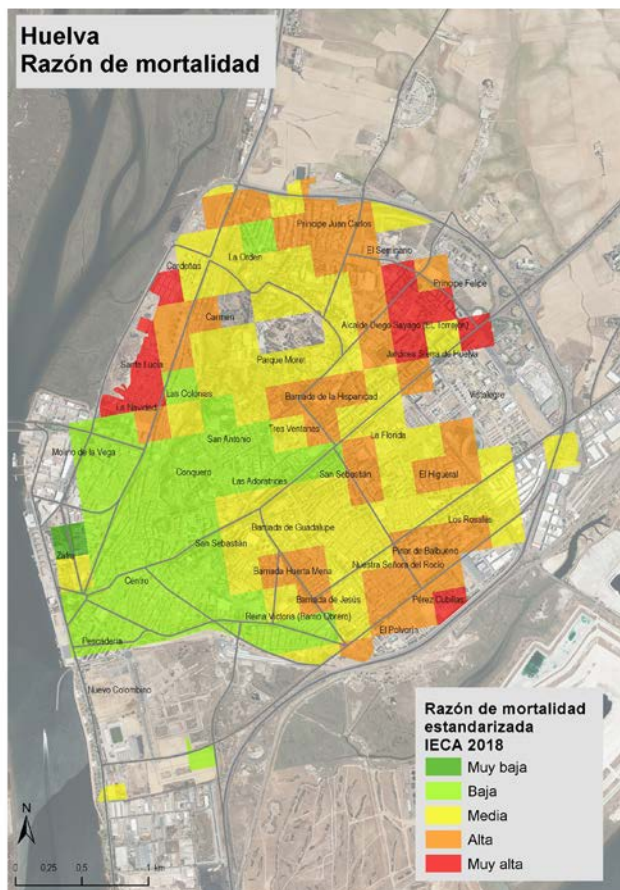 Huelva
Razón de mortalidad
Príncipe Juan Carlos
La Orden
El Seminario
Cardeñas
Príncipe Felipe
Carmen
Alcalde Diego Sayago (EL Torrejón)
Parque Moret
Jardines Sierra de Huelva
Santa Lucía
Vistalegre
Las Colonias
Barriada de la Hispanidad
La Navidad
Tres Ventanas
La Florida
San Antonio
Molino de la Vega
Conquero
San Sebastián
El Higueral
Las Adoratrices
Los Rosales
Barriada de Guadalupe
San Sebastián
Zafra
Pinar de Balbueno
Nuestra Señora del Rocío
Barriada Huerta Mena
Centro
Barriada de Jesús
Pérez Cubillas
Reina Victoria (Barrio Obrero)
El Polvorín
Pescadería
Nuevo Colombino
Razón de mortalidad
estandarizada
IECA 2018
Muy baja
Baja
Media
Alta
Muy alta
N
0 0,25 0,5 1 km